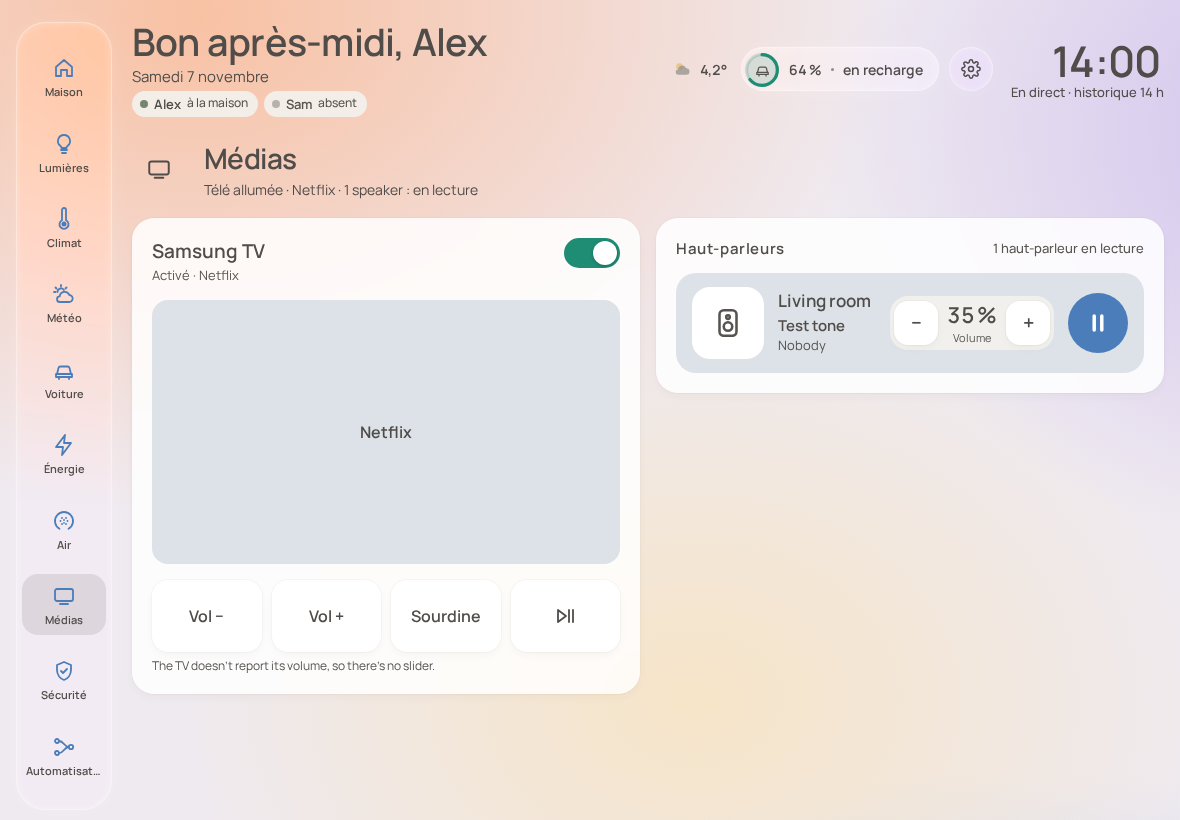 Bon après-midi, Alex
Samedi 7 novembre
Alex à la maison
Sam absent
4,2°
64 % • en recharge
14:00
En direct · historique 14 h
Maison
Lumières
Climat
Météo
Voiture
Énergie
Air
Médias
Sécurité
Automatisat…
Médias
Télé allumée · Netflix · 1 speaker : en lecture
Samsung TV
Activé · Netflix
Netflix
Vol −
Vol +
Sourdine
The TV doesn't report its volume, so there's no slider.
Haut-parleurs
1 haut-parleur en lecture
Living room
Test tone
Nobody
−
35 %
Volume
+